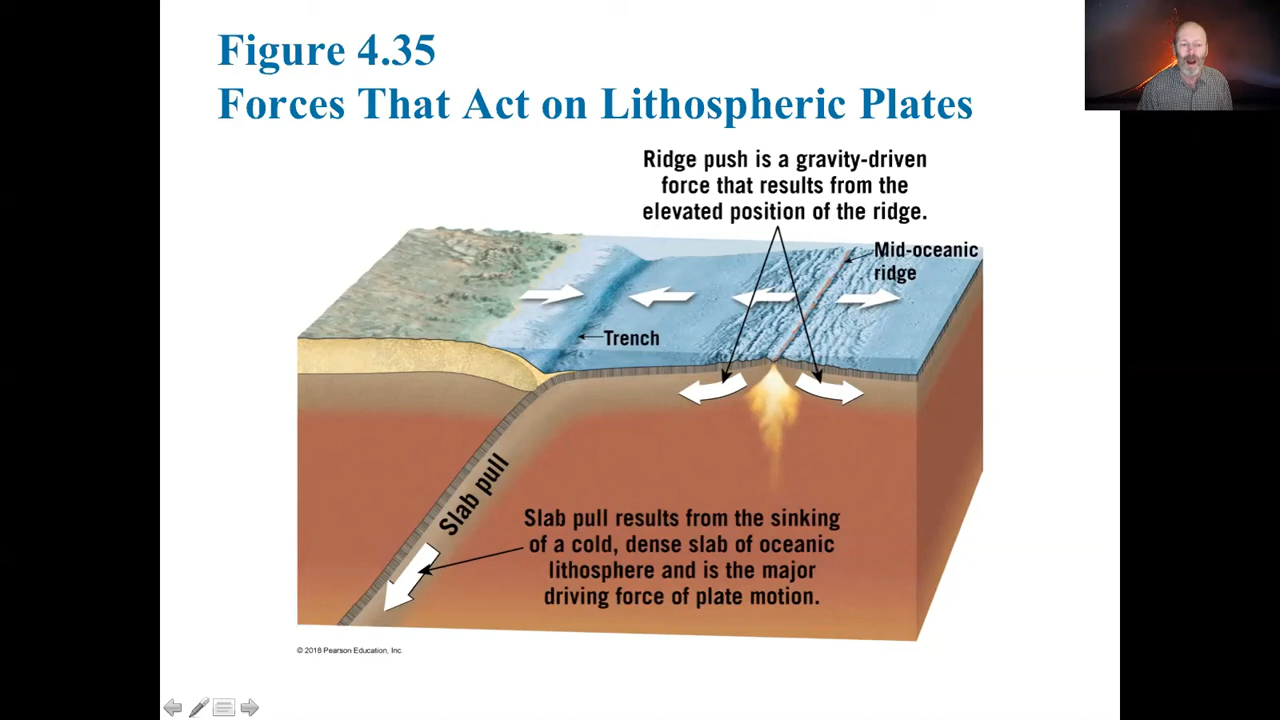 Figure 4.35
Forces That Act on Lithospheric Plates
Ridge push is a gravity-driven
force that results from the
elevated position of the ridge.
Mid-oceanic
ridge
Trench
Slab pull
Slab pull results from the sinking
of a cold, dense slab of oceanic
lithosphere and is the major
driving force of plate motion.
© 2018 Pearson Education, Inc.